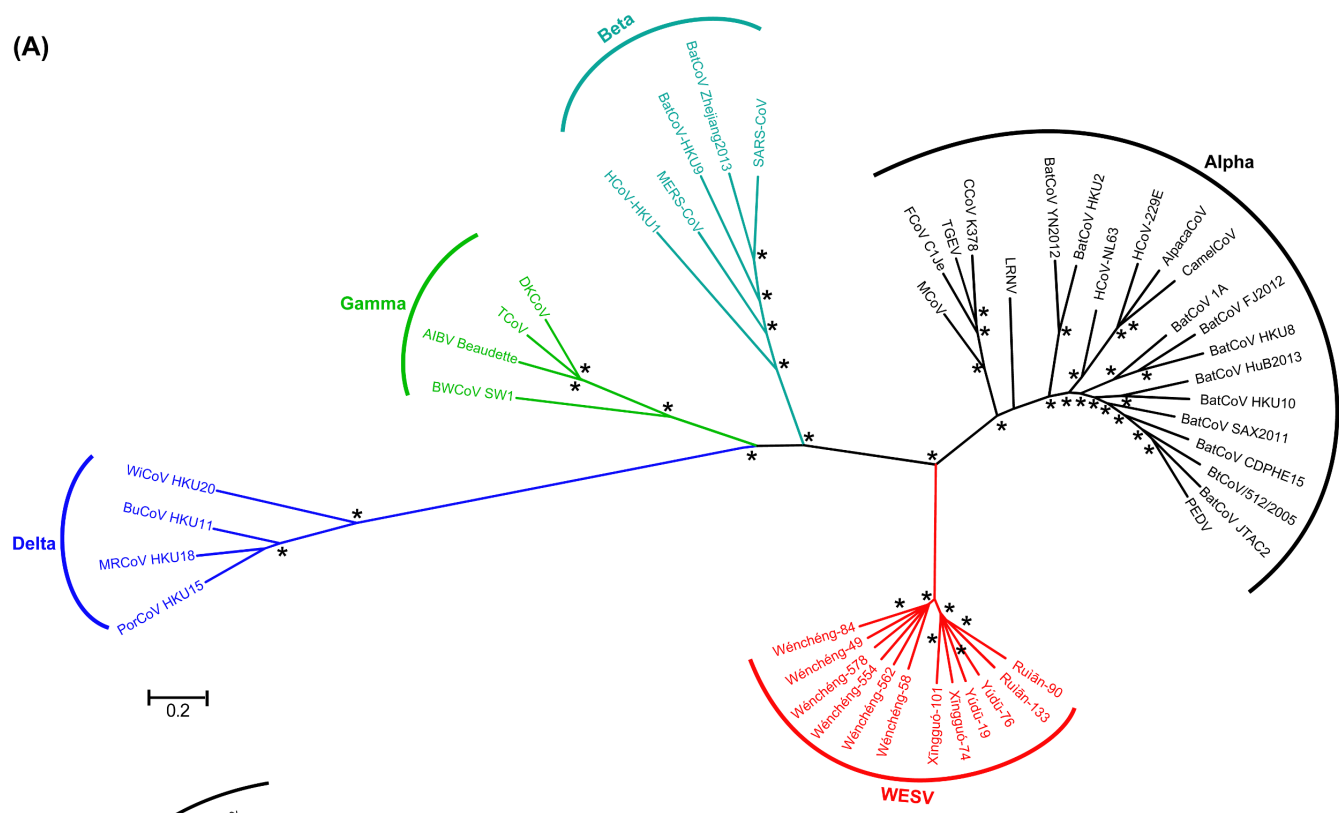 (A)
Beta
BatCoV Zhejiang2013
BatCoV-HKU9
SARS-CoV
MERS-CoV
HCoV-HKU1
Alpha
CCoV K378
TGEV
FCoV C1Je
MCoV
LRNV
BatCoV YN2012
BatCoV HKU2
HCoV-NL63
HCoV-229E
AlpacaCoV
CamelCoV
BatCoV 1A
BatCoV FJ2012
BatCoV HKU8
BatCoV HuB2013
BatCoV HKU10
BatCoV SAX2011
BatCoV CDPHE15
BtCoV/512/2005
BatCoV JTAC2
PEDV
Gamma
DKCoV
TCoV
AIBV Beaudette
BWCoV SW1
Delta
WiCoV HKU20
BuCoV HKU11
MRCoV HKU18
PorCoV HKU15
0.2
Wénchéng-84
Wénchéng-49
Wénchéng-578
Wénchéng-554
Wénchéng-562
Wénchéng-58
Xīngguó-101
Xīngguó-74
Yúdū-19
Yúdū-76
Ruìān-133
Ruìān-90
WESV